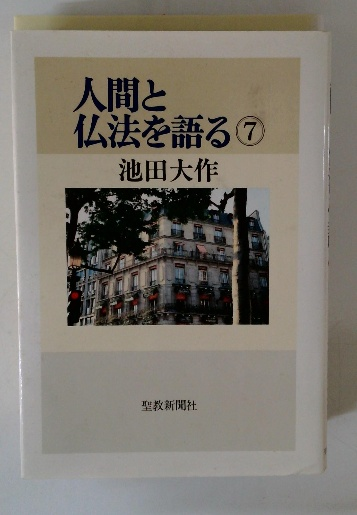 人間と
仏法を語る⑦
池田大作
聖教新聞社